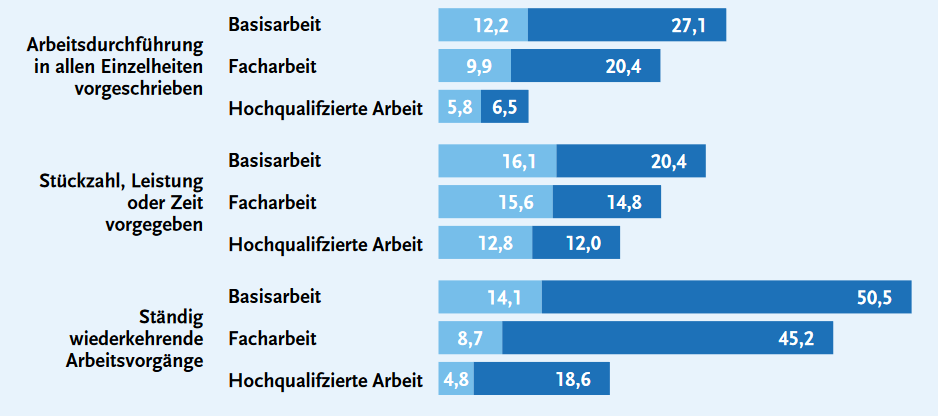 Arbeitsdurchführung
in allen Einzelheiten
vorgeschrieben
Basisarbeit 12,2 27,1
Facharbeit 9,9 20,4
Hochqualifzierte Arbeit 5,8 6,5
Stückzahl, Leistung
oder Zeit
vorgegeben
Basisarbeit 16,1 20,4
Facharbeit 15,6 14,8
Hochqualifzierte Arbeit 12,8 12,0
Ständig
wiederkehrende
Arbeitsvorgänge
Basisarbeit 14,1 50,5
Facharbeit 8,7 45,2
Hochqualifzierte Arbeit 4,8 18,6